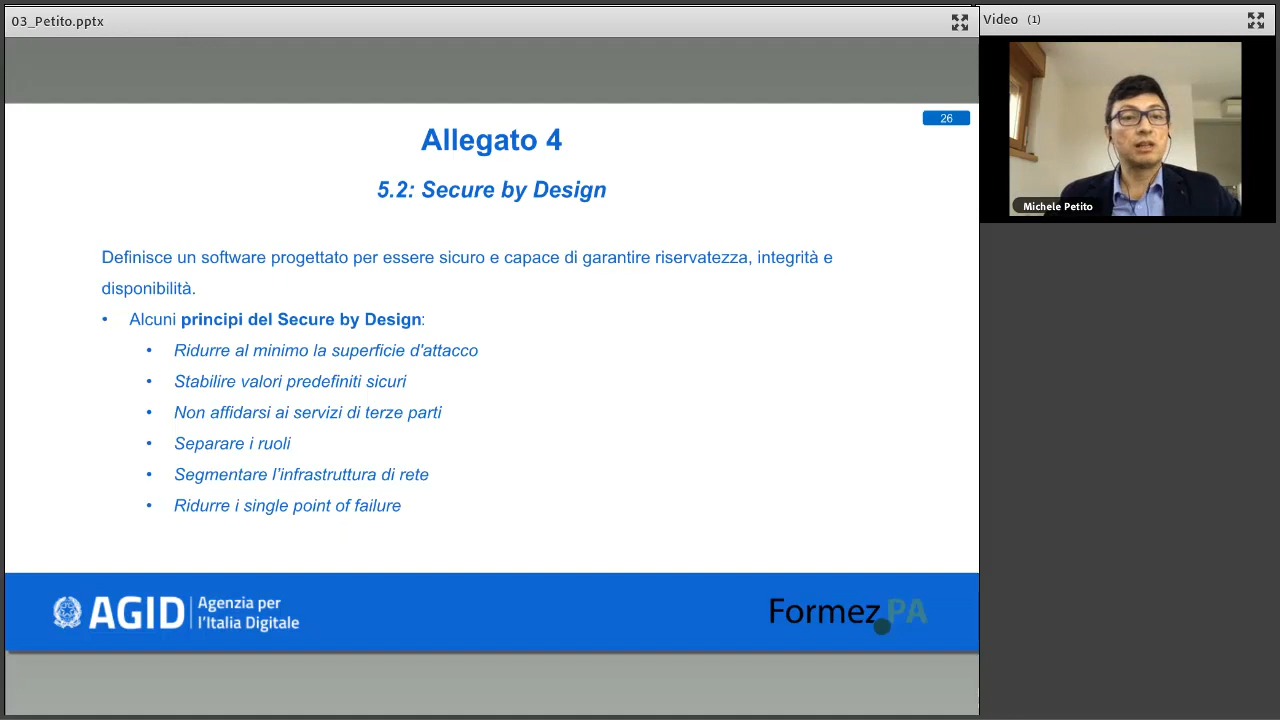 03_Petito.pptx
Video (1)
26
Allegato 4
5.2: Secure by Design
Definisce un software progettato per essere sicuro e capace di garantire riservatezza, integrità e
disponibilità.
• Alcuni principi del Secure by Design:
• Ridurre al minimo la superficie d'attacco
• Stabilire valori predefiniti sicuri
• Non affidarsi ai servizi di terze parti
• Separare i ruoli
• Segmentare l’infrastruttura di rete
• Ridurre i single point of failure
Michele Petito
AGID
Agenzia per
l’Italia Digitale
Formez PA